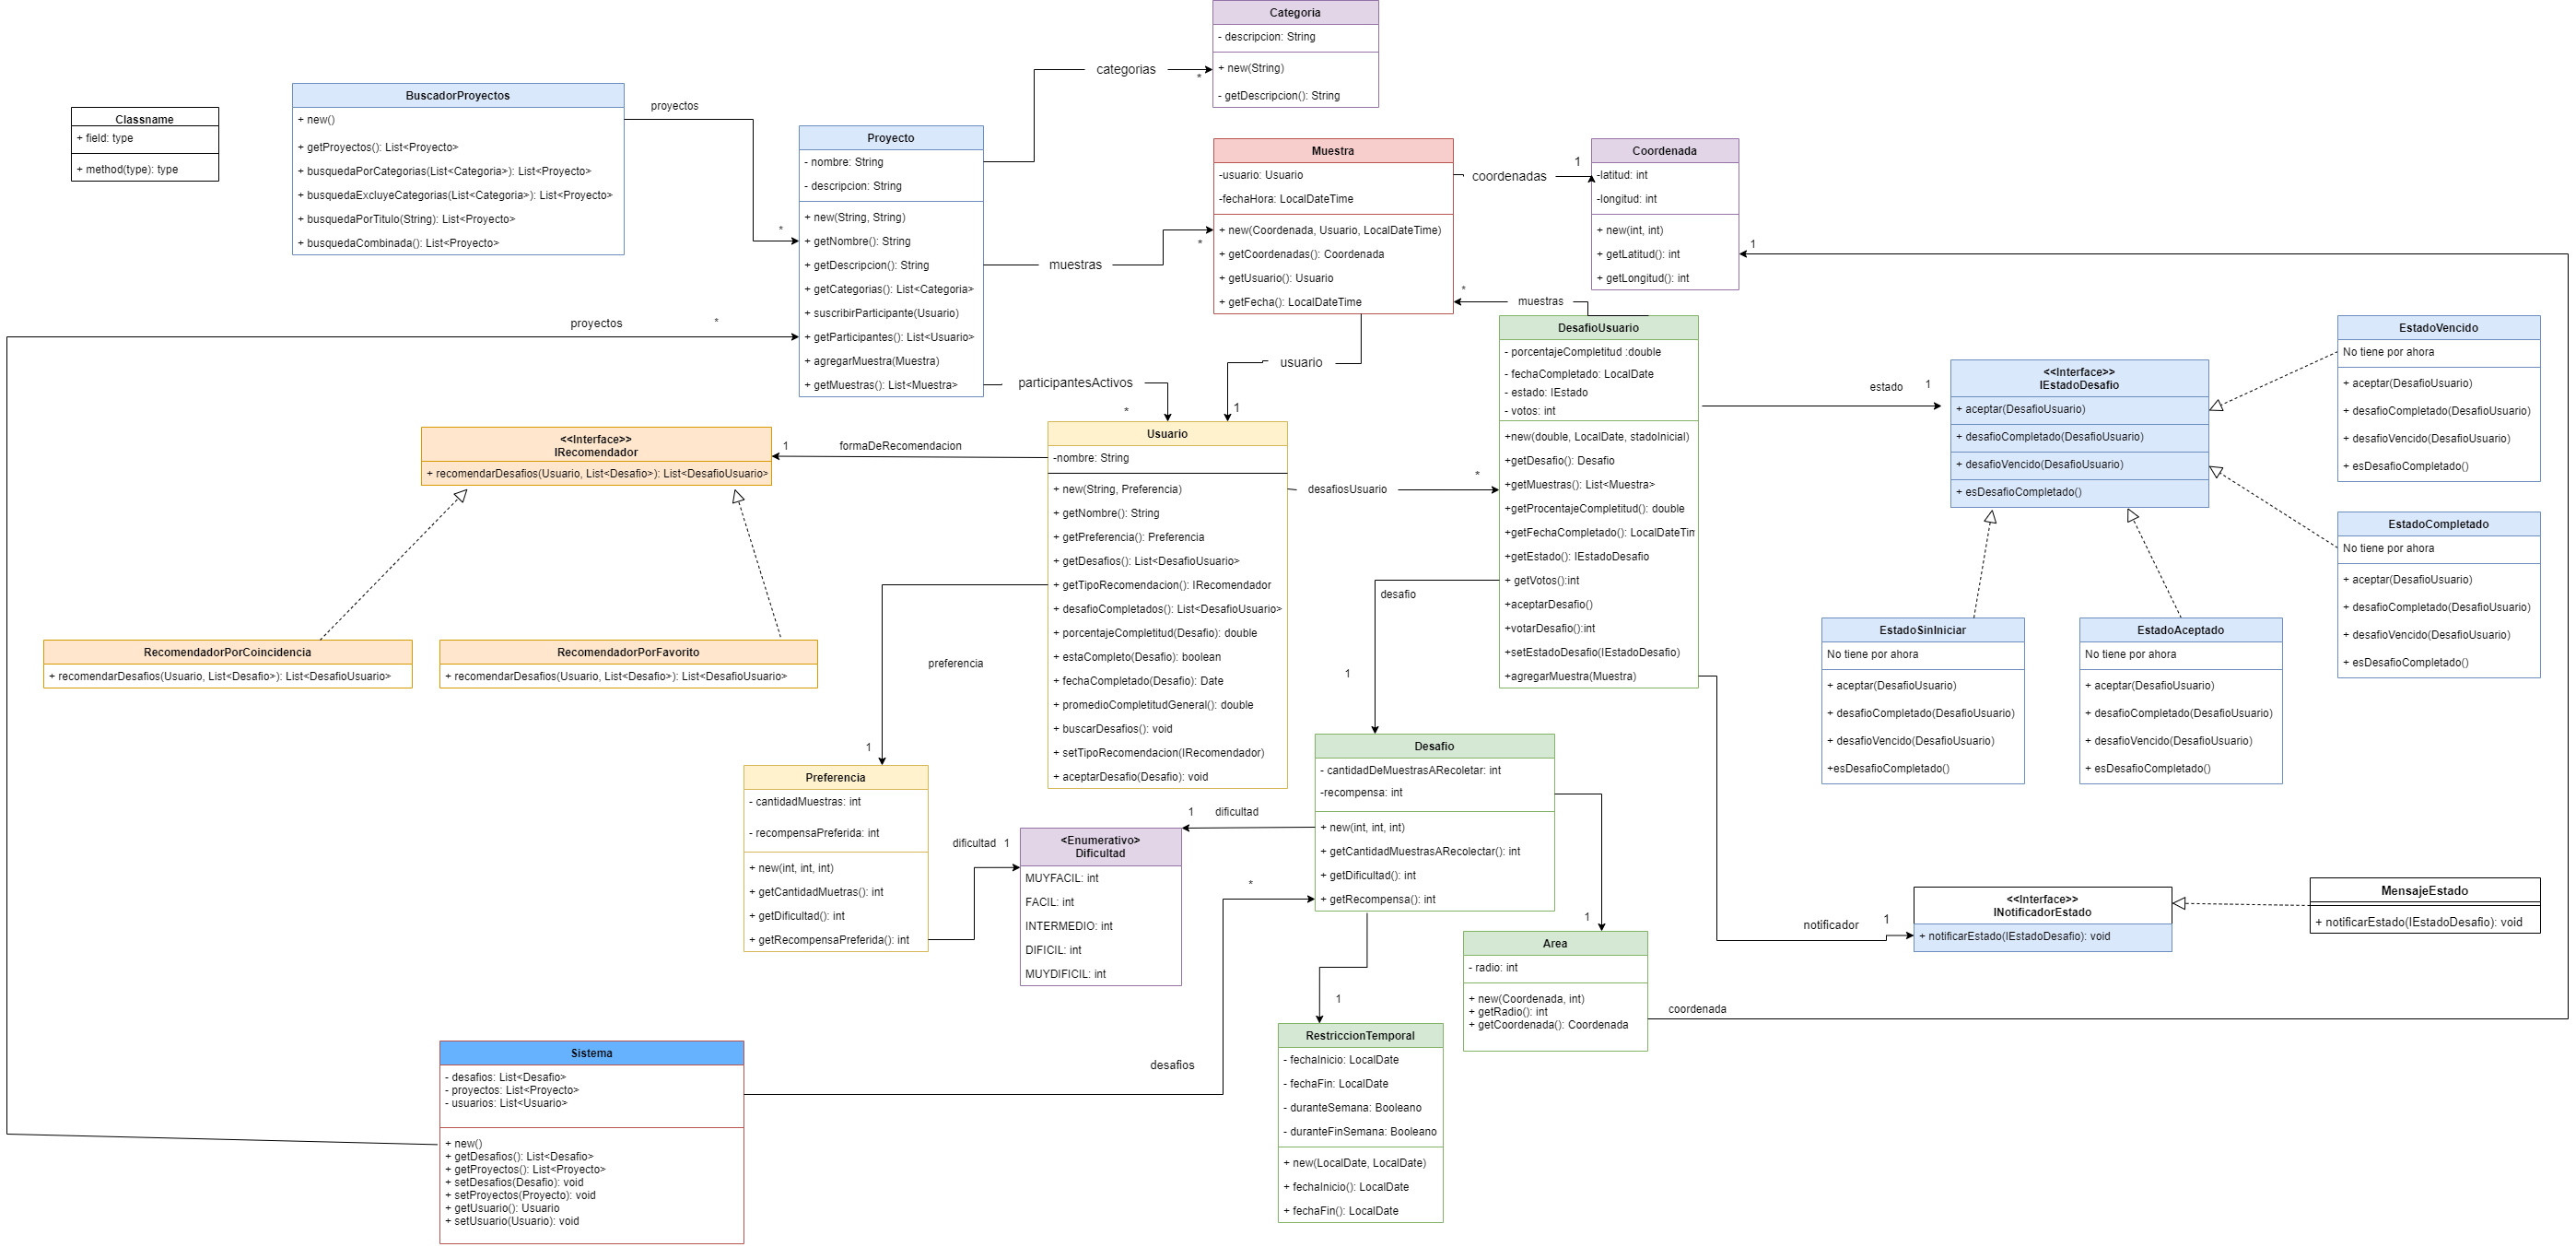 Classname
+ field: type
+ method(type): type
BuscadorProyectos
+ new()
+ getProyectos(): List<Proyecto>
+ busquedaPorCategorias(List<Categoria>): List<Proyecto>
+ busquedaExcluyeCategorias(List<Categoria>): List<Proyecto>
+ busquedaPorTitulo(String): List<Proyecto>
+ busquedaCombinada(): List<Proyecto>
proyectos
*
Proyecto
- nombre: String
- descripcion: String
+ new(String, String)
+ getNombre(): String
+ getDescripcion(): String
+ getCategorias(): List<Categoria>
+ suscribirParticipante(Usuario)
+ getParticipantes(): List<Usuario>
+ agregarMuestra(Muestra)
+ getMuestras(): List<Muestra>
categorias
*
Categoria
- descripcion: String
+ new(String)
- getDescripcion(): String
muestras
*
Muestra
-usuario: Usuario
-fechaHora: LocalDateTime
+ new(Coordenada, Usuario, LocalDateTime)
+ getCoordenadas(): Coordenada
+ getUsuario(): Usuario
+ getFecha(): LocalDateTime
coordenadas
1
Coordenada
-latitud: int
-longitud: int
+ new(int, int)
+ getLatitud(): int
+ getLongitud(): int
1
proyectos
*
participantesActivos
*
usuario
1
muestras
*
DesafioUsuario
- porcentajeCompletitud :double
- fechaCompletado: LocalDate
- estado: IEstado
- votos: int
+new(double, LocalDate, stadoInicial)
+getDesafio(): Desafio
+getMuestras(): List<Muestra>
+getProcentajeCompletitud(): double
+getFechaCompletado(): LocalDateTin
+getEstado(): IEstadoDesafio
+ getVotos():int
+aceptarDesafio()
+votarDesafio():int
+setEstadoDesafio(IEstadoDesafio)
+agregarMuestra(Muestra)
estado
1
<<Interface>>
IEstadoDesafio
+ aceptar(DesafioUsuario)
+ desafioCompletado(DesafioUsuario)
+ desafioVencido(DesafioUsuario)
+ esDesafioCompletado()
EstadoVencido
No tiene por ahora
+ aceptar(DesafioUsuario)
+ desafioCompletado(DesafioUsuario)
+ desafioVencido(DesafioUsuario)
+ esDesafioCompletado()
EstadoCompletado
No tiene por ahora
+ aceptar(DesafioUsuario)
+ desafioCompletado(DesafioUsuario)
+ desafioVencido(DesafioUsuario)
+ esDesafioCompletado()
EstadoSinIniciar
No tiene por ahora
+ aceptar(DesafioUsuario)
+ desafioCompletado(DesafioUsuario)
+ desafioVencido(DesafioUsuario)
+esDesafioCompletado()
EstadoAceptado
No tiene por ahora
+ aceptar(DesafioUsuario)
+ desafioCompletado(DesafioUsuario)
+ desafioVencido(DesafioUsuario)
+ esDesafioCompletado()
<<Interface>>
IRecomendador
+ recomendarDesafios(Usuario, List<Desafio>): List<DesafioUsuario>
1
formaDeRecomendacion
Usuario
-nombre: String
+ new(String, Preferencia)
+ getNombre(): String
+ getPreferencia(): Preferencia
+ getDesafios(): List<DesafioUsuario>
+ getTipoRecomendacion(): IRecomendador
+ desafioCompletados(): List<DesafioUsuario>
+ porcentajeCompletitud(Desafio): double
+ estaCompleto(Desafio): boolean
+ fechaCompletado(Desafio): Date
+ promedioCompletitudGeneral(): double
+ buscarDesafios(): void
+ setTipoRecomendacion(IRecomendador)
+ aceptarDesafio(Desafio): void
desafiosUsuario
*
RecomendadorPorCoincidencia
+ recomendarDesafios(Usuario, List<Desafio>): List<DesafioUsuario>
RecomendadorPorFavorito
+ recomendarDesafios(Usuario, List<Desafio>): List<DesafioUsuario>
preferencia
1
desafio
1
Preferencia
- cantidadMuestras: int
- recompensaPreferida: int
+ new(int, int, int)
+ getCantidadMuetras(): int
+ getDificultad(): int
+ getRecompensaPreferida(): int
dificultad
1
<Enumerativo>
Dificultad
MUYFACIL: int
FACIL: int
INTERMEDIO: int
DIFICIL: int
MUYDIFICIL: int
1
dificultad
Desafio
- cantidadDeMuestrasARecoletar: int
-recompensa: int
+ new(int, int, int)
+ getCantidadMuestrasARecolectar(): int
+ getDificultad(): int
+ getRecompensa(): int
*
1
1
Area
- radio: int
+ new(Coordenada, int)
+ getRadio(): int
+ getCoordenada(): Coordenada
coordenada
notificador
1
<<Interface>>
INotificadorEstado
+ notificarEstado(IEstadoDesafio): void
MensajeEstado
+ notificarEstado(IEstadoDesafio): void
RestriccionTemporal
- fechaInicio: LocalDate
- fechaFin: LocalDate
- duranteSemana: Booleano
- duranteFinSemana: Booleano
+ new(LocalDate, LocalDate)
+ fechaInicio(): LocalDate
+ fechaFin(): LocalDate
Sistema
- desafios: List<Desafio>
- proyectos: List<Proyecto>
- usuarios: List<Usuario>
+ new()
+ getDesafios(): List<Desafio>
+ getProyectos(): List<Proyecto>
+ setDesafios(Desafio): void
+ setProyectos(Proyecto): void
+ getUsuario(): Usuario
+ setUsuario(Usuario): void
desafios